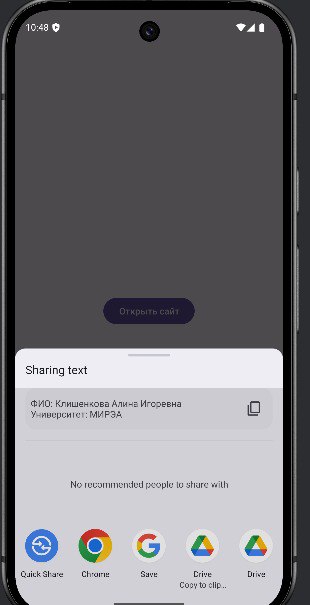 10:48
Открыть сайт
Sharing text
ФИО: Клишенкова Алина Игоревна
Университет: МИРЭА
No recommended people to share with
Quick Share
Chrome
Save
Drive
Copy to clip...
Drive